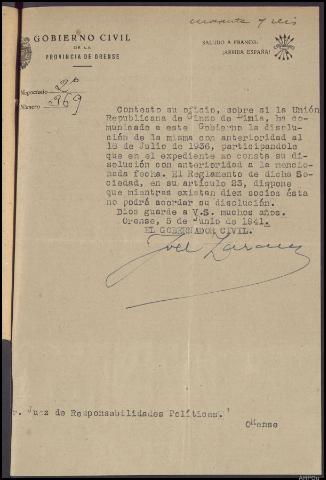 cuarenta y seis
GOBIERNO CIVIL
DE LA
PROVINCIA DE ORENSE
SALUDO A FRANCO:
¡ARRIBA ESPAÑA!
Negociado 2º
Número 2869
Contesto su oficio, sobre si la Unión
Republicana de Ginzo de Limia, ha co-
municado a este Gobierno la disolu-
ción de la misma con anterioridad al
18 de Julio de 1936, participandole
que en el expediente no consta su di-
solución con anterioridad a la mencio-
nada fecha. El Reglamento de dicha So-
ciedad, en su artículo 23, dispone
que mientras existan diez socios ésta
no podrá acordar su disclución.
Dios guarde a V.S. muchos años.
Orense, 5 de Junio de 1941.
EL GOBERNADOR CIVIL.
r. Juez de Responsabilidades Políticas.
Orense